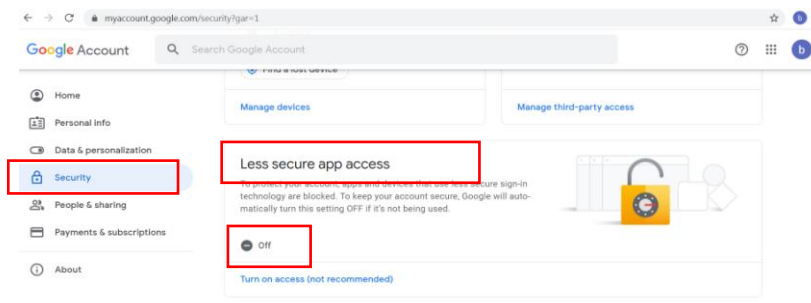 myaccount.google.com/security?gar=1
b
Google Account
Search Google Account
b
Find a lost device
Home
Manage devices
Manage third-party access
Personal info
Data & personalization
Less secure app access
Security
To protect your account, apps and devices that use less secure sign-in
technology are blocked. To keep your account secure, Google will auto-
matically turn this setting OFF if it's not being used.
People & sharing
Payments & subscriptions
Off
About
Turn on access (not recommended)